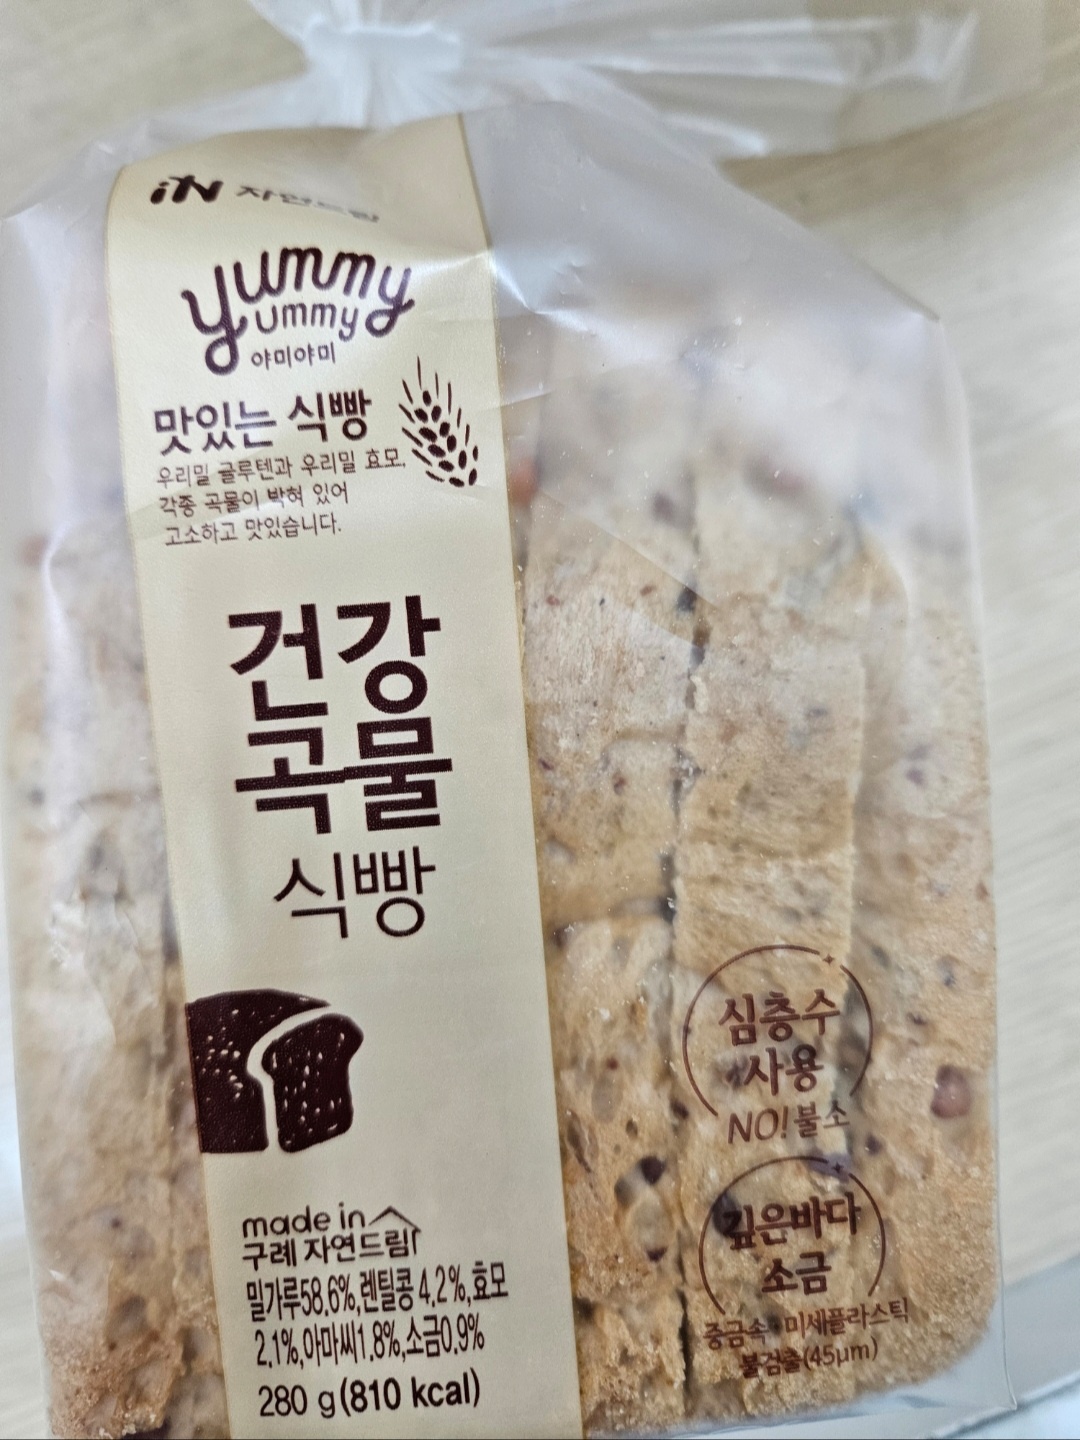 iN 자연드림
yummy
yummy
야미야미
맛있는 식빵
우리밀 글루텐과 우리밀 효모,
각종 곡물이 박혀 있어
고소하고 맛있습니다.
건강
곡물
식빵
made in
구례 자연드림
밀가루58.6%,렌틸콩 4.2%,효모
2.1%,아마씨1.8%,소금0.9%
280 g(810 kcal)
심층수
사용
NO!불소
깊은바다
소금
중금속·미세플라스틱
불검출(45μm)